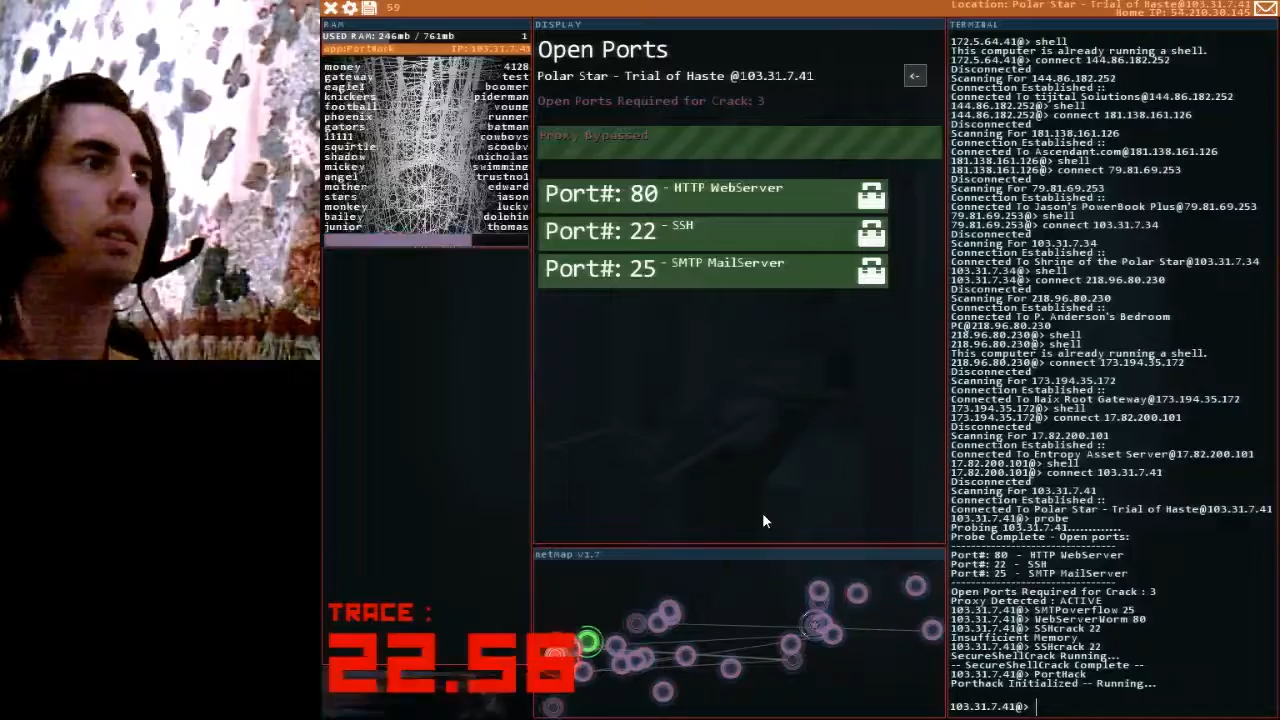 59
Location: Polar Star - Trial of Haste@103.31.7.41
Home IP: 54.210.30.145
RAM
USED RAM: 246mb / 761mb 1
app:PortHack IP:103.31.7.41
money 4128
gateway test
eagle1 boomer
knickers piderman
football young
phoenix runner
gators batman
11111 cowboys
squirtle scooby
shadow nicholas
mickey swimming
angel trustno1
mother edward
stars jason
monkey lucky
bailey dolphin
junior thomas
TRACE :
22.56
DISPLAY
Open Ports
Polar Star - Trial of Haste @103.31.7.41
<-
Open Ports Required for Crack: 3
Proxy Bypassed
Port#: 80 - HTTP WebServer
Port#: 22 - SSH
Port#: 25 - SMTP MailServer
netMap v1.7
TERMINAL
172.5.64.41@> shell
This computer is already running a shell.
172.5.64.41@> connect 144.86.182.252
Disconnected
Scanning For 144.86.182.252
Connection Established ::
Connected To tijital Solutions@144.86.182.252
144.86.182.252@> shell
144.86.182.252@> connect 181.138.161.126
Disconnected
Scanning For 181.138.161.126
Connection Established ::
Connected To Ascendant.com@181.138.161.126
181.138.161.126@> shell
181.138.161.126@> connect 79.81.69.253
Disconnected
Scanning For 79.81.69.253
Connection Established ::
Connected To Jason's PowerBook Plus@79.81.69.253
79.81.69.253@> shell
79.81.69.253@> connect 103.31.7.34
Disconnected
Scanning For 103.31.7.34
Connection Established ::
Connected To Shrine of the Polar Star@103.31.7.34
103.31.7.34@> shell
103.31.7.34@> connect 218.96.80.230
Disconnected
Scanning For 218.96.80.230
Connection Established ::
Connected To P. Anderson's Bedroom
PC@218.96.80.230
218.96.80.230@> shell
218.96.80.230@> shell
This computer is already running a shell.
218.96.80.230@> connect 173.194.35.172
Disconnected
Scanning For 173.194.35.172
Connection Established ::
Connected To Haix Root Gateway@173.194.35.172
173.194.35.172@> shell
173.194.35.172@> connect 17.82.200.101
Disconnected
Scanning For 17.82.200.101
Connection Established ::
Connected To Entropy Asset Server@17.82.200.101
17.82.200.101@> shell
17.82.200.101@> connect 103.31.7.41
Disconnected
Scanning For 103.31.7.41
Connection Established ::
Connected To Polar Star - Trial of Haste@103.31.7.41
103.31.7.41@> probe
Probing 103.31.7.41.............
Probe Complete - Open ports:
---------------------------------
Port#: 80 - HTTP WebServer
Port#: 22 - SSH
Port#: 25 - SMTP MailServer
---------------------------------
Open Ports Required for Crack : 3
Proxy Detected : ACTIVE
103.31.7.41@> SMTPoverflow 25
103.31.7.41@> WebServerWorm 80
103.31.7.41@> SSHcrack 22
Insufficient Memory
103.31.7.41@> SSHcrack 22
SecureShellCrack Running...
-- SecureShellCrack Complete --
103.31.7.41@> PortHack
Porthack Initialized -- Running...
103.31.7.41@>